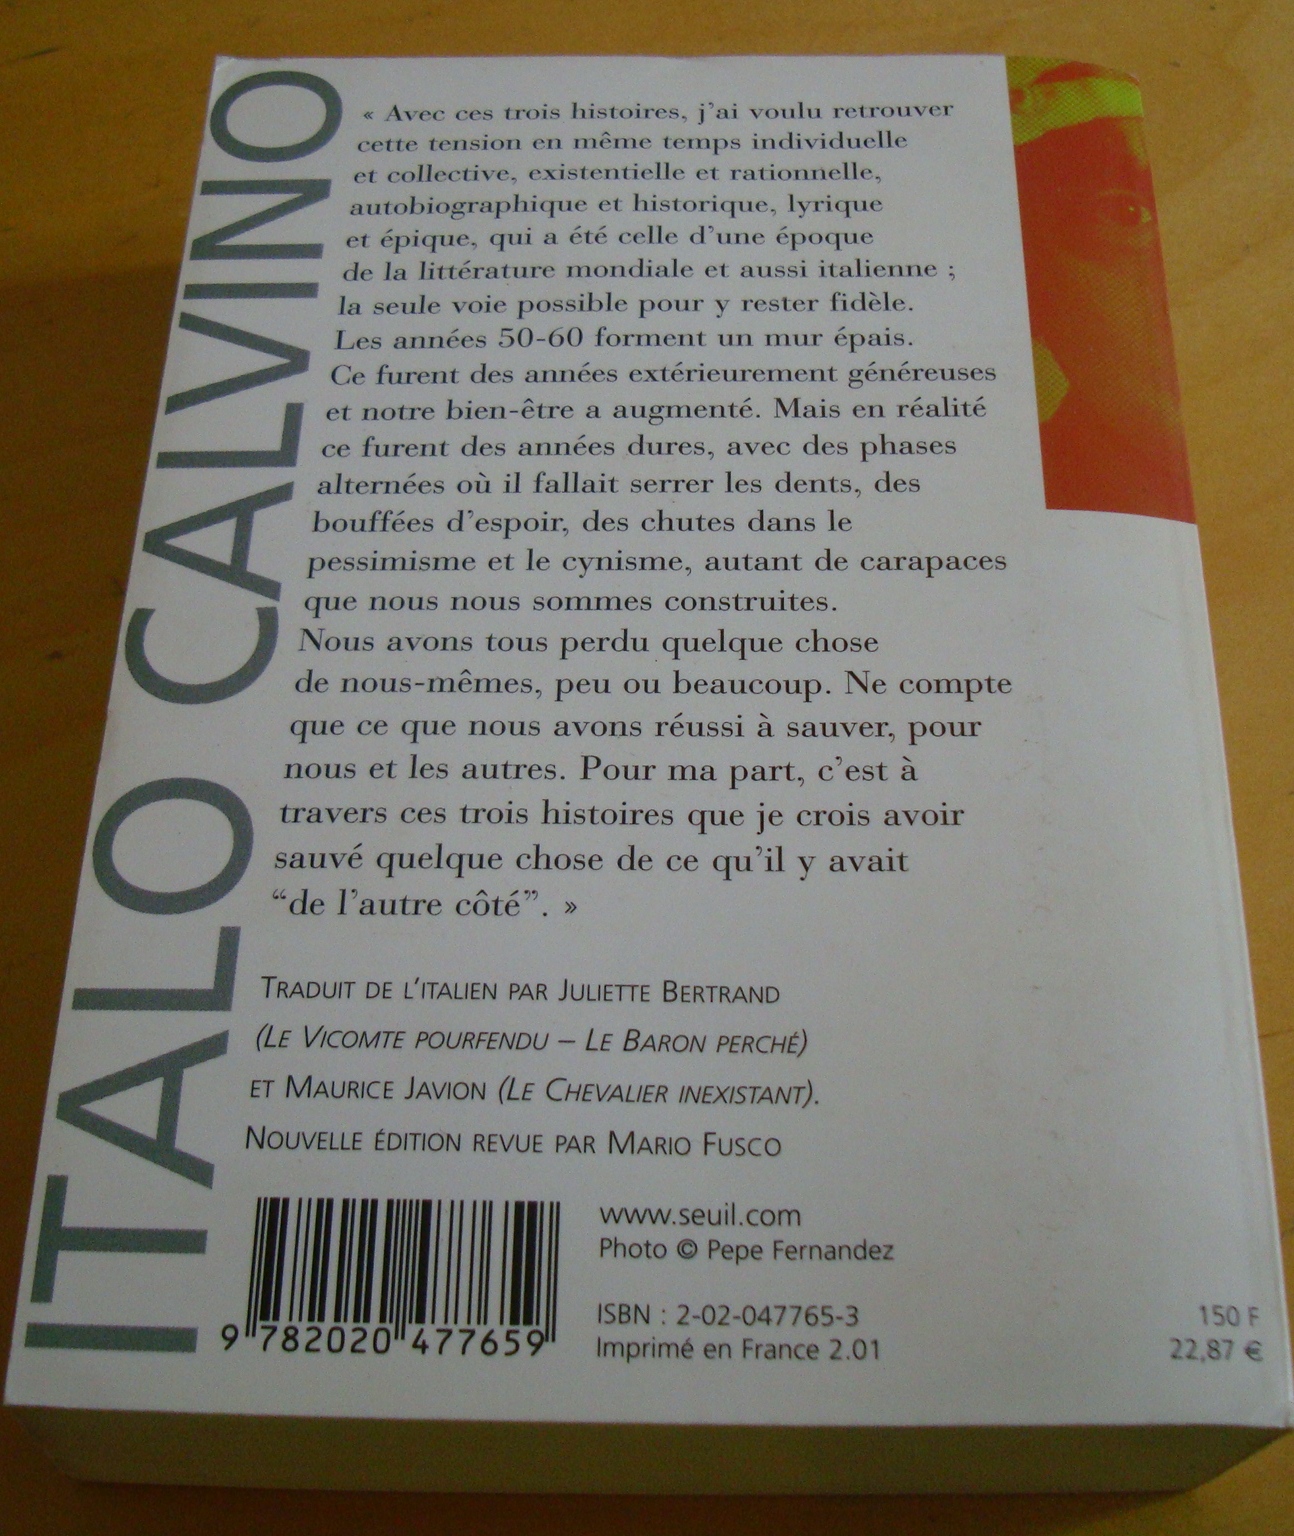 ITALO CALVINO
« Avec ces trois histoires, j'ai voulu retrouver
cette tension en même temps individuelle
et collective, existentielle et rationnelle,
autobiographique et historique, lyrique
et épique, qui a été celle d'une époque
de la littérature mondiale et aussi italienne ;
la seule voie possible pour y rester fidèle.
Les années 50-60 forment un mur épais.
Ce furent des années extérieurement généreuses
et notre bien-être a augmenté. Mais en réalité
ce furent des années dures, avec des phases
alternées où il fallait serrer les dents, des
bouffées d'espoir, des chutes dans le
pessimisme et le cynisme, autant de carapaces
que nous nous sommes construites.
Nous avons tous perdu quelque chose
de nous-mêmes, peu ou beaucoup. Ne compte
que ce que nous avons réussi à sauver, pour
nous et les autres. Pour ma part, c'est à
travers ces trois histoires que je crois avoir
sauvé quelque chose de ce qu'il y avait
“de l'autre côté”. »
TRADUIT DE L'ITALIEN PAR JULIETTE BERTRAND
(LE VICOMTE POURFENDU – LE BARON PERCHÉ)
ET MAURICE JAVION (LE CHEVALIER INEXISTANT).
NOUVELLE ÉDITION REVUE PAR MARIO FUSCO
www.seuil.com
Photo © Pepe Fernandez
ISBN : 2-02-047765-3
Imprimé en France 2.01
9 782020 477659
150 F
22,87 €